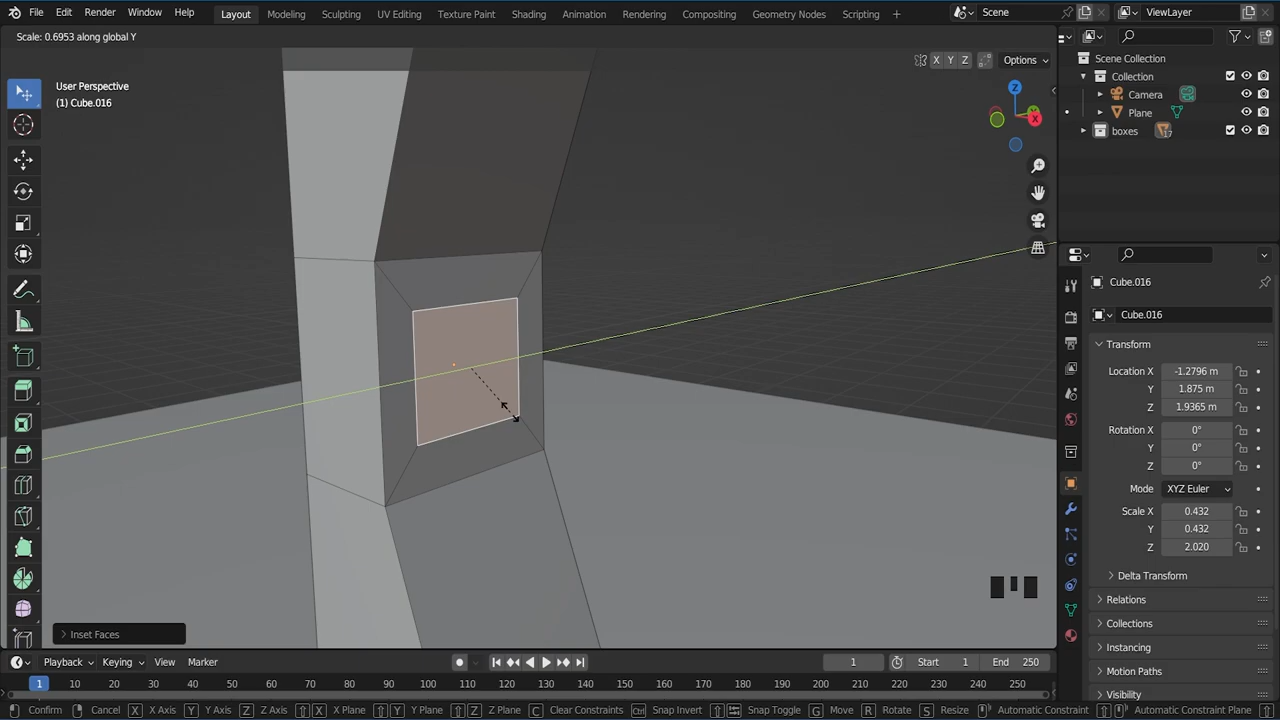 File Edit Render Window Help Layout Modeling Sculpting UV Editing Texture Paint Shading Animation Rendering Compositing Geometry Nodes Scripting + Scene ViewLayer
Scale: 0.6953 along global Y
X Y Z Options
User Perspective
(1) Cube.016
Z
X
Scene Collection
Collection
Camera
Plane
boxes 17
Cube.016
Cube.016
Transform
Location X -1.2796 m
Y 1.875 m
Z 1.9365 m
Rotation X 0°
Y 0°
Z 0°
Mode XYZ Euler
Scale X 0.432
Y 0.432
Z 2.020
Delta Transform
Relations
Collections
Instancing
Motion Paths
Visibility
Inset Faces
Playback Keying View Marker 1 Start 1 End 250
1 10 20 30 40 50 60 70 80 90 100 110 120 130 140 150 160 170 180 190 200 210 220 230 240 250
Confirm Cancel X X Axis Y Y Axis Z Z Axis X X Plane Y Y Plane Z Z Plane C Clear Constraints Ctrl Snap Invert Snap Toggle G Move R Rotate S Resize Automatic Constraint Automatic Constraint Plane